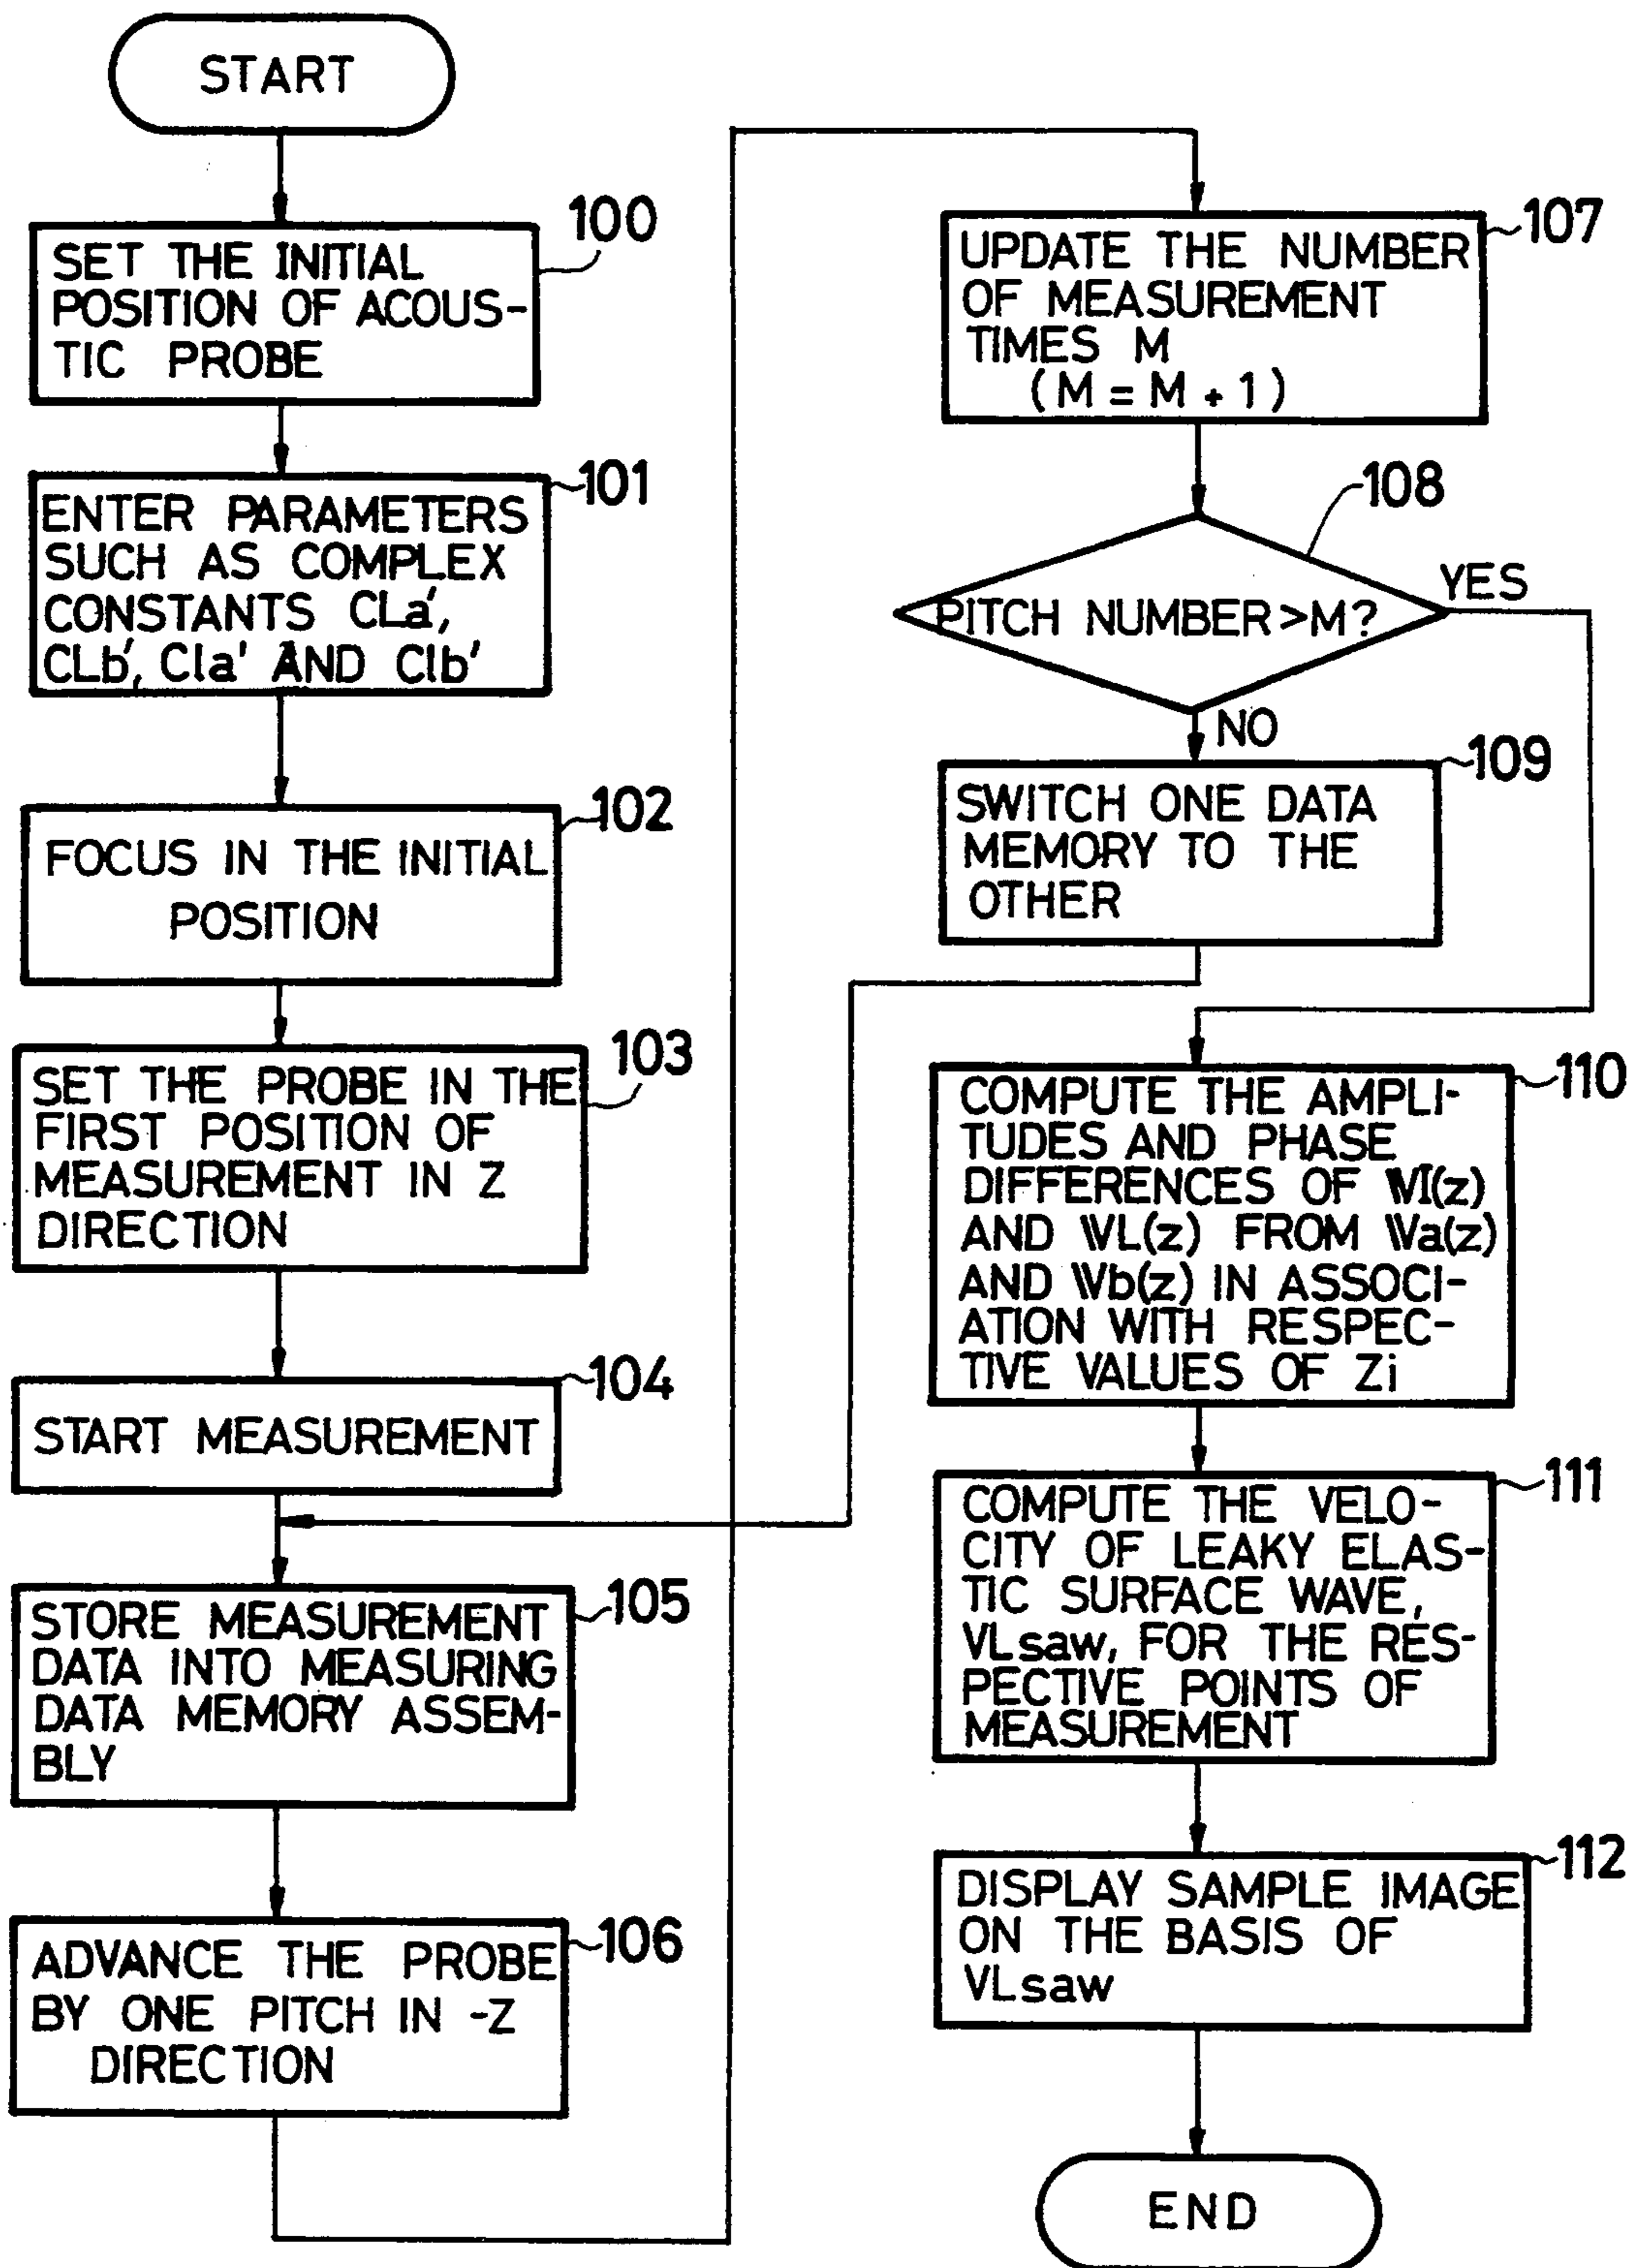 START
100
SET THE INITIAL
POSITION OF ACOUS-
TIC PROBE
101
ENTER PARAMETERS
SUCH AS COMPLEX
CONSTANTS CLa',
CLb', CIa' AND CIb'
102
FOCUS IN THE INITIAL
POSITION
103
SET THE PROBE IN THE
FIRST POSITION OF
MEASUREMENT IN Z
DIRECTION
104
START MEASUREMENT
105
STORE MEASUREMENT
DATA INTO MEASURING
DATA MEMORY ASSEM-
BLY
106
ADVANCE THE PROBE
BY ONE PITCH IN -Z
DIRECTION
107
UPDATE THE NUMBER
OF MEASUREMENT
TIMES M
(M = M + 1)
108
PITCH NUMBER > M?
YES
NO
109
SWITCH ONE DATA
MEMORY TO THE
OTHER
110
COMPUTE THE AMPLI-
TUDES AND PHASE
DIFFERENCES OF VI(z)
AND VL(z) FROM Va(z)
AND Vb(z) IN ASSOCI-
ATION WITH RESPEC-
TIVE VALUES OF Zi
111
COMPUTE THE VELO-
CITY OF LEAKY ELAS-
TIC SURFACE WAVE,
VLsaw, FOR THE RES-
PECTIVE POINTS OF
MEASUREMENT
112
DISPLAY SAMPLE IMAGE
ON THE BASIS OF
VLsaw
END